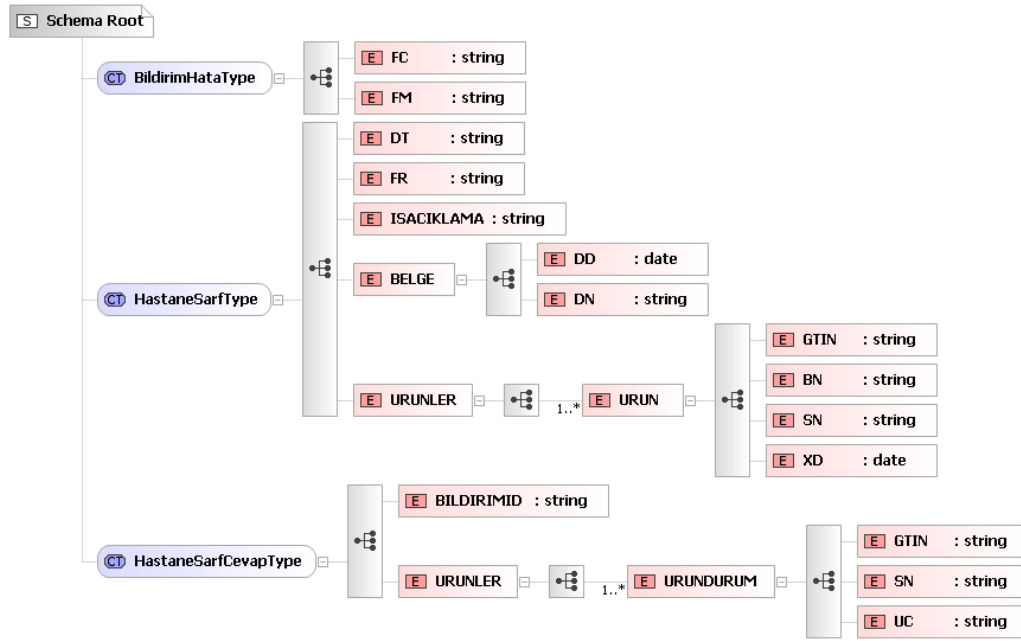 S Schema Root
CT BildirimHataType
E FC : string
E FM : string
CT HastaneSarfType
E DT : string
E FR : string
E ISACIKLAMA : string
E BELGE
E DD : date
E DN : string
E URUNLER
1..*
E URUN
E GTIN : string
E BN : string
E SN : string
E XD : date
CT HastaneSarfCevapType
E BILDIRIMID : string
E URUNLER
1..*
E URUNDURUM
E GTIN : string
E SN : string
E UC : string